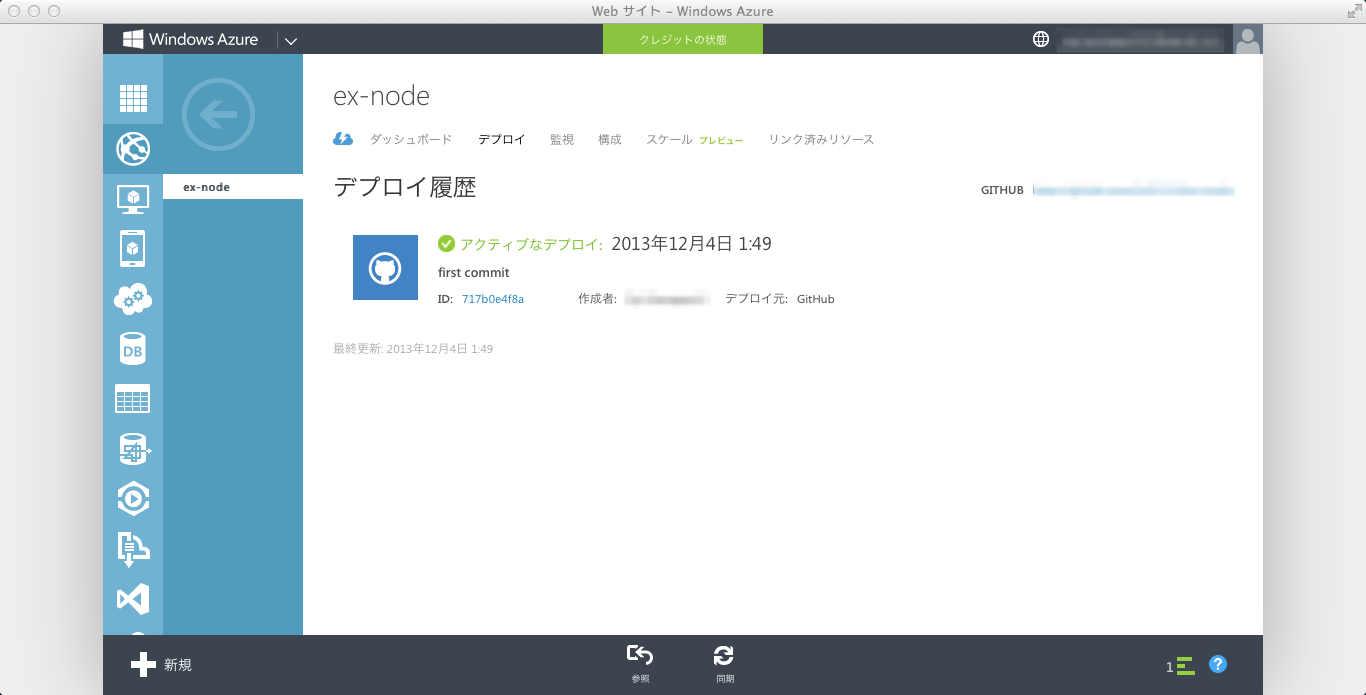 Web サイト – Windows Azure
Windows Azure
クレジットの状態
ex-node
ex-node
ダッシュボード デプロイ 監視 構成 スケール プレビュー リンク済みリソース
デプロイ履歴
GITHUB
アクティブなデプロイ: 2013年12月4日 1:49
first commit
ID: 717b0e4f8a 作成者: デプロイ元: GitHub
最終更新: 2013年12月4日 1:49
DB
新規
参照
同期
1
?